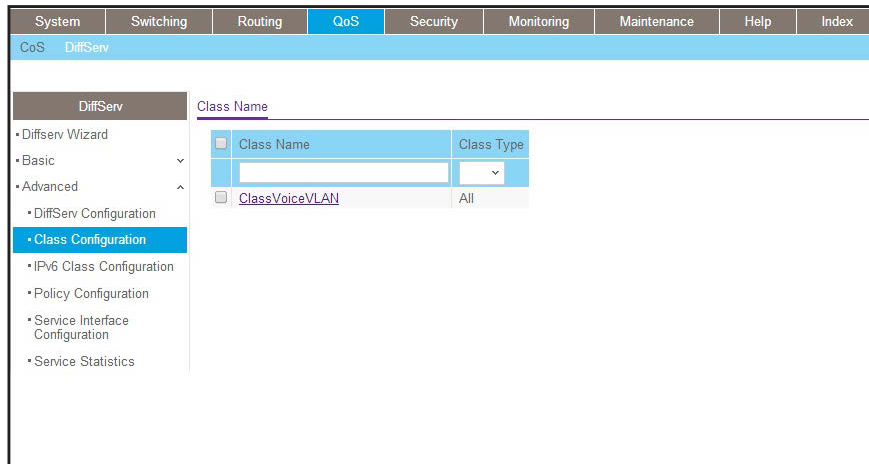 System Switching Routing QoS Security Monitoring Maintenance Help Index
CoS DiffServ
DiffServ
Diffserv Wizard
Basic
Advanced
DiffServ Configuration
Class Configuration
IPv6 Class Configuration
Policy Configuration
Service Interface
Configuration
Service Statistics
Class Name
Class Name Class Type
ClassVoiceVLAN All